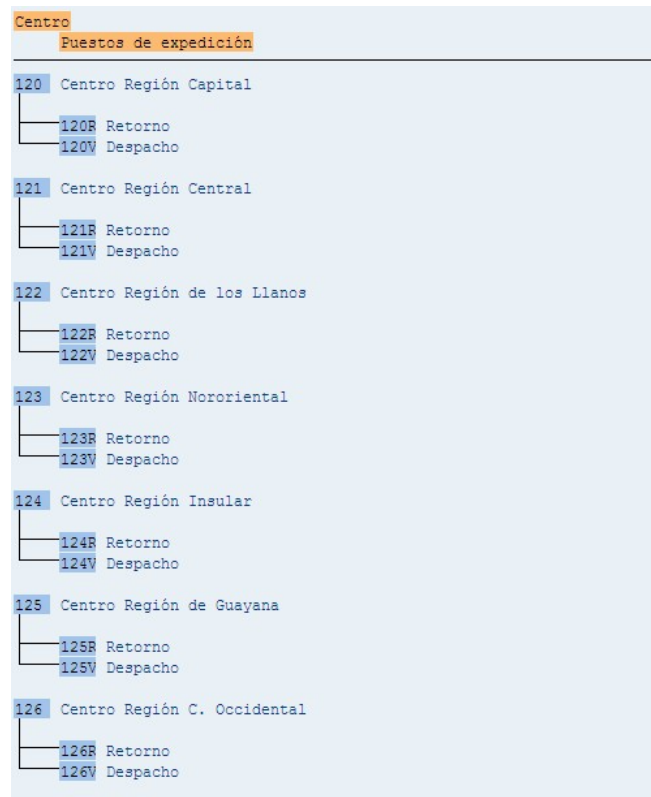 Centro
Puestos de expedición
120 Centro Región Capital
120R Retorno
120V Despacho
121 Centro Región Central
121R Retorno
121V Despacho
122 Centro Región de los Llanos
122R Retorno
122V Despacho
123 Centro Región Nororiental
123R Retorno
123V Despacho
124 Centro Región Insular
124R Retorno
124V Despacho
125 Centro Región de Guayana
125R Retorno
125V Despacho
126 Centro Región C. Occidental
126R Retorno
126V Despacho